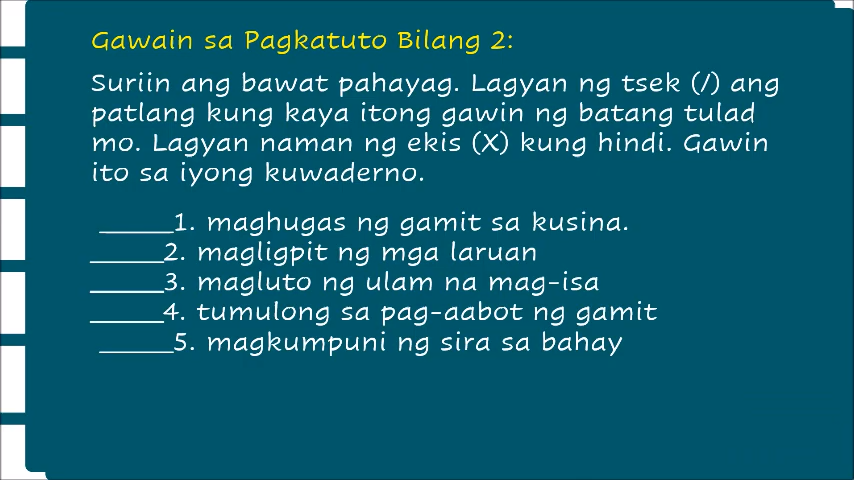 Gawain sa Pagkatuto Bilang 2:
Suriin ang bawat pahayag. Lagyan ng tsek (/) ang
patlang kung kaya itong gawin ng batang tulad
mo. Lagyan naman ng ekis (X) kung hindi. Gawin
ito sa iyong kuwaderno.
_____1. maghugas ng gamit sa kusina.
_____2. magligpit ng mga laruan
_____3. magluto ng ulam na mag-isa
_____4. tumulong sa pag-aabot ng gamit
_____5. magkumpuni ng sira sa bahay